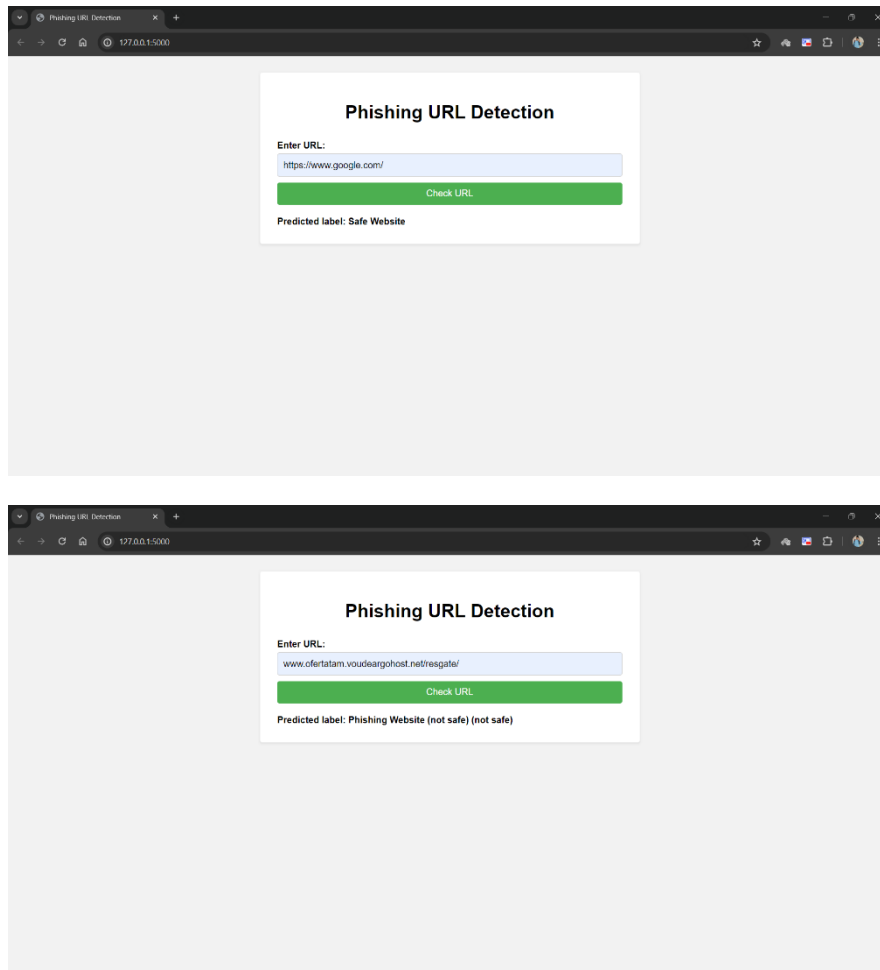 Phishing URL Detection
127.0.0.1:5000
Phishing URL Detection
Enter URL:
https://www.google.com/
Check URL
Predicted label: Safe Website
Phishing URL Detection
127.0.0.1:5000
Phishing URL Detection
Enter URL:
www.ofertatam.voudeargohost.net/resgate/
Check URL
Predicted label: Phishing Website (not safe) (not safe)